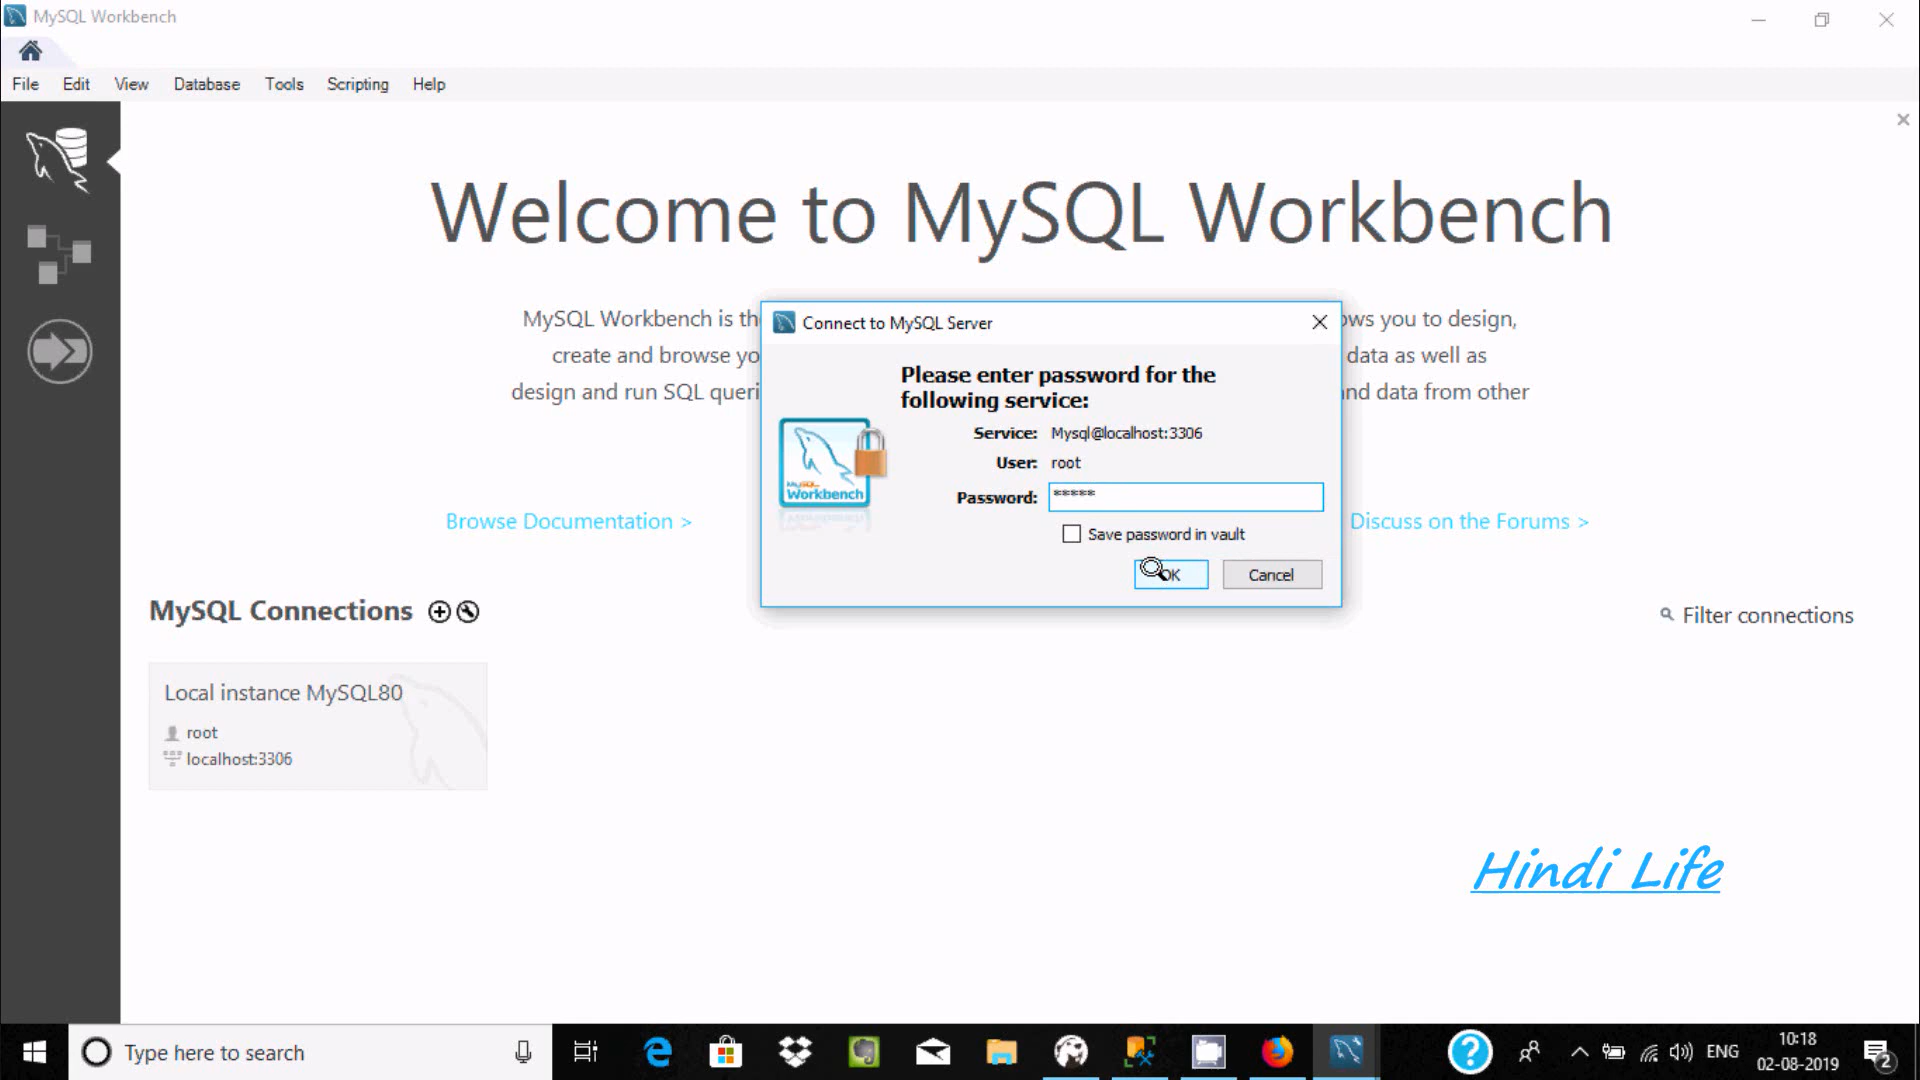 MySQL Workbench
File Edit View Database Tools Scripting Help
Welcome to MySQL Workbench
MySQL Workbench is th
ows you to design,
create and browse yo
data as well as
design and run SQL queri
nd data from other
Browse Documentation >
Discuss on the Forums >
Connect to MySQL Server
Please enter password for the
following service:
Service: Mysql@localhost:3306
User: root
Password: *****
Save password in vault
OK Cancel
MySQL Workbench
MySQL Connections
Filter connections
Local instance MySQL80
root
localhost:3306
Hindi Life
Type here to search
ENG
10:18
02-08-2019
2